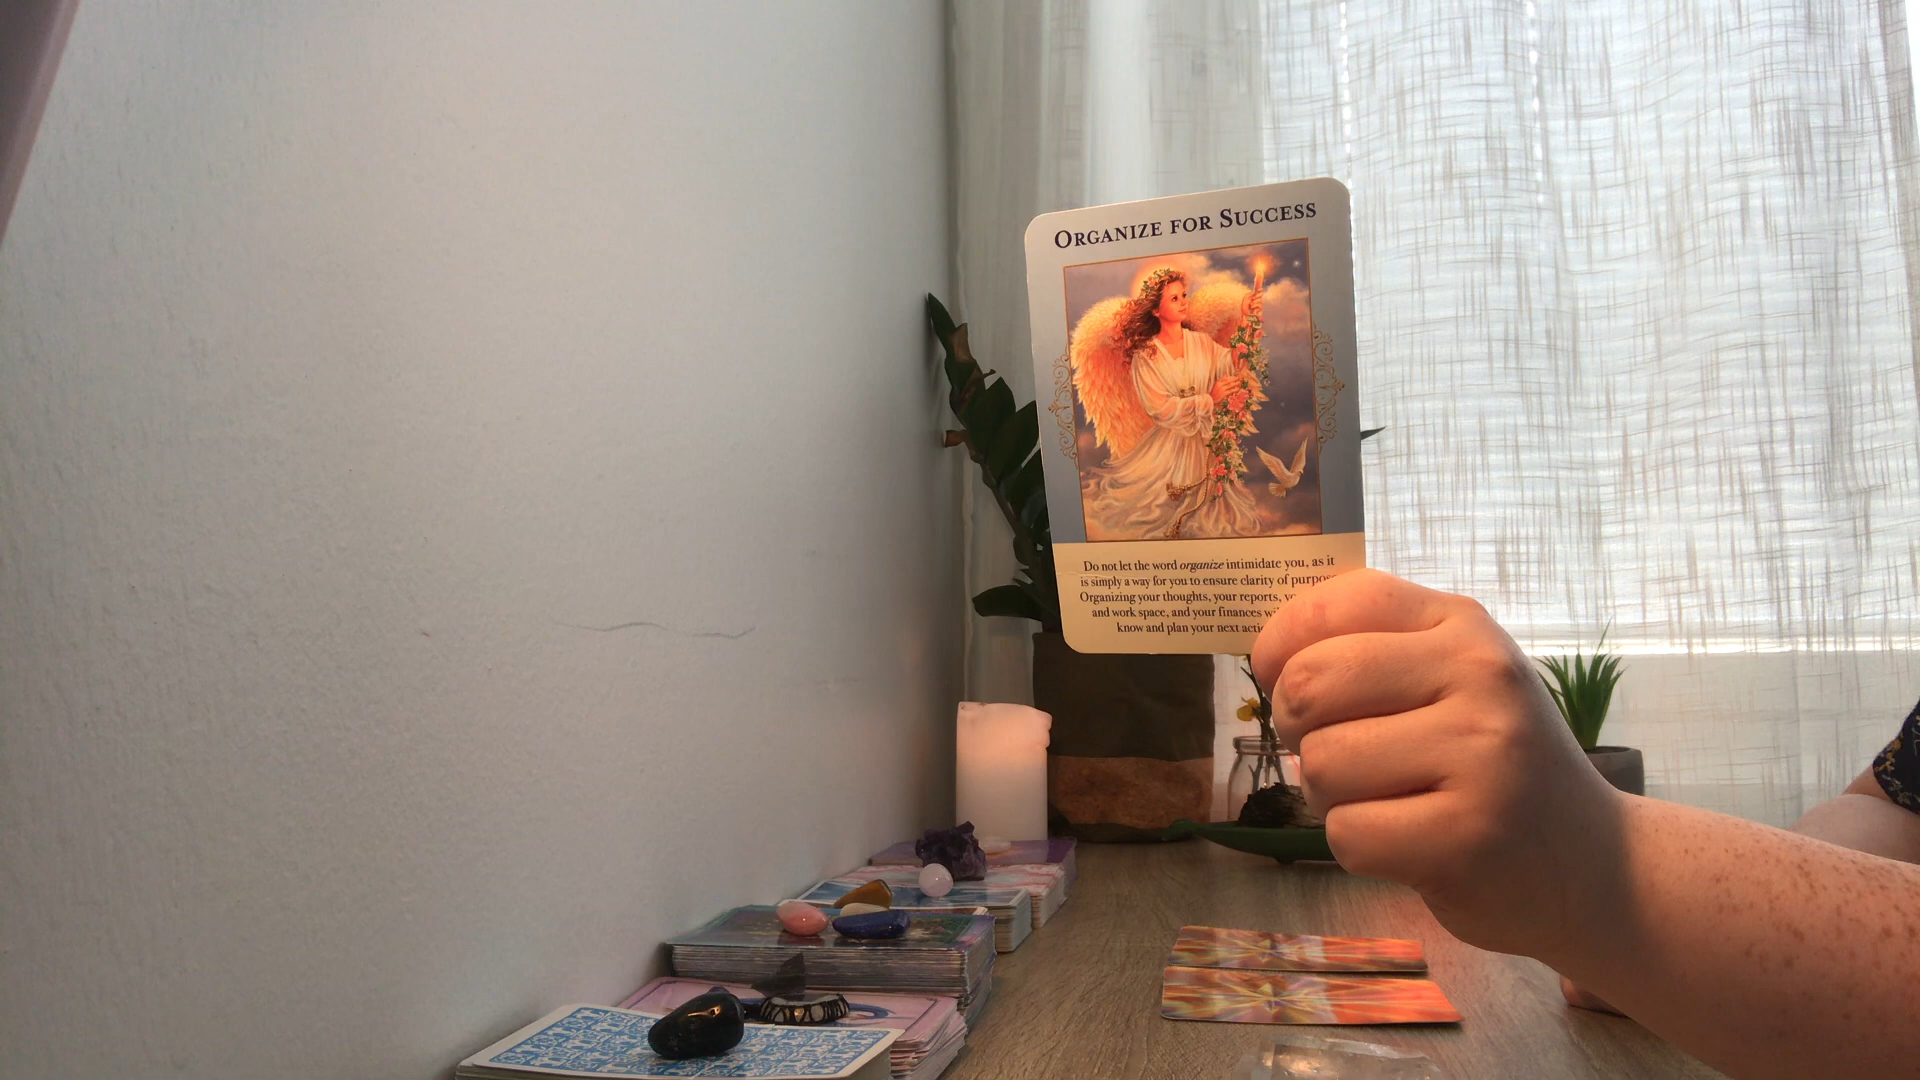 ORGANIZE FOR SUCCESS
Do not let the word organize intimidate you, as it
is simply a way for you to ensure clarity of
Organizing your thoughts, your reports,
and work space, and your finances
know and plan your next